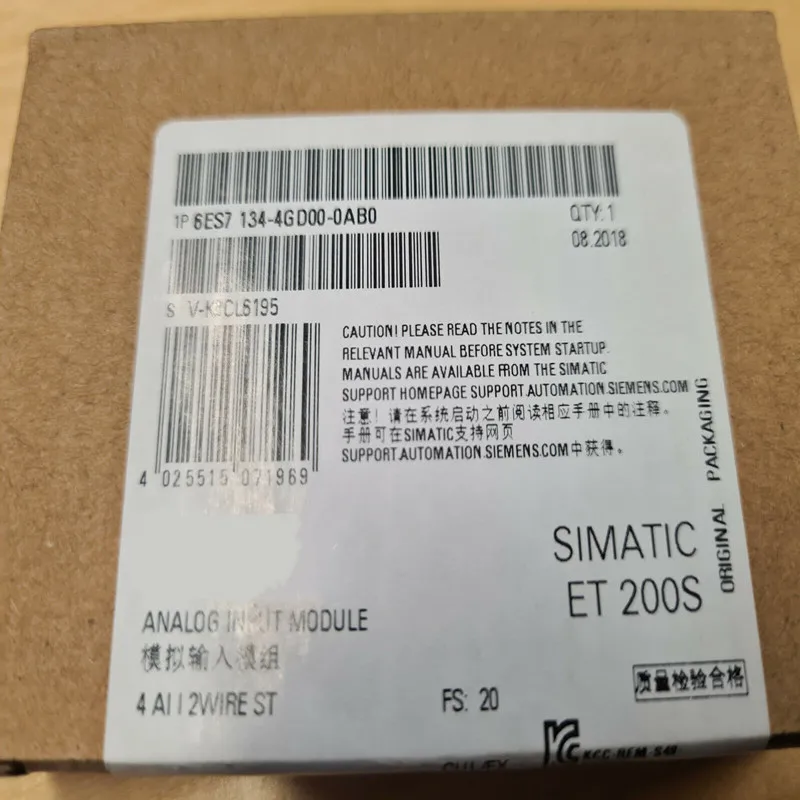 1P 6ES7 134-4GD00-0AB0
QTY: 1
08.2018
CAUTION! PLEASE READ THE NOTES IN THE
RELEVANT MANUAL BEFORE SYSTEM STARTUP.
MANUALS ARE AVAILABLE FROM THE SIMATIC
SUPPORT HOMEPAGE SUPPORT.AUTOMATION.SIEMENS.COM
注意！请在系统启动之前阅读相应手册中的注释。
手册可在SIMATIC支持网页
SUPPORT.AUTOMATION.SIEMENS.COM中获得。
4 025515 071969
ORIGINAL PACKAGING
SIMATIC
ET 200S
ANALOG INPUT MODULE
模拟输入模组
4 AI I 2WIRE ST
FS: 20
质量检验合格